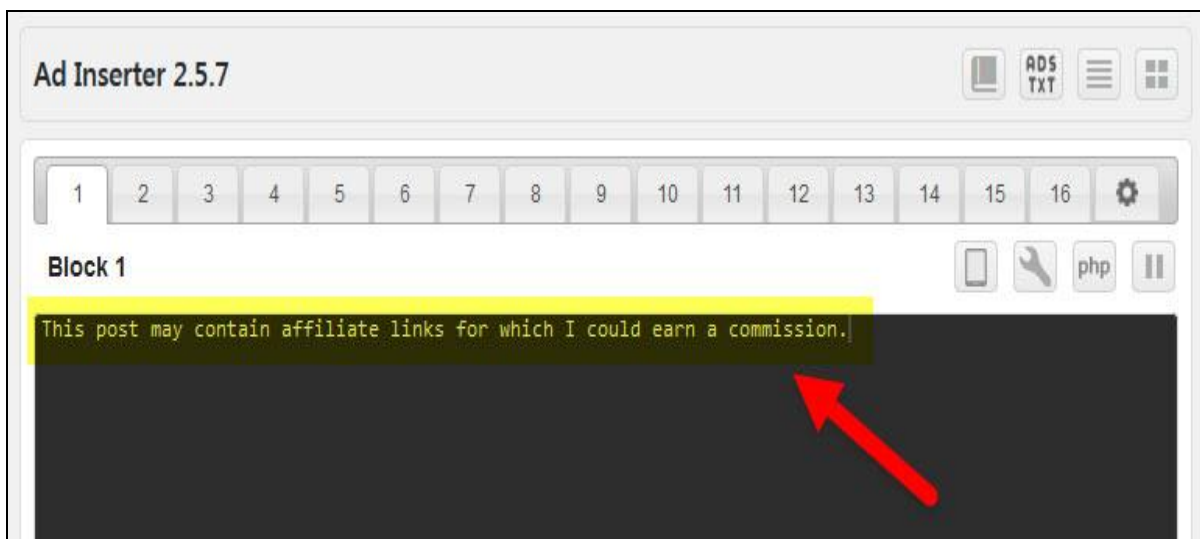 Ad Inserter 2.5.7
ADS
TXT
1 2 3 4 5 6 7 8 9 10 11 12 13 14 15 16
Block 1
php
This post may contain affiliate links for which I could earn a commission.